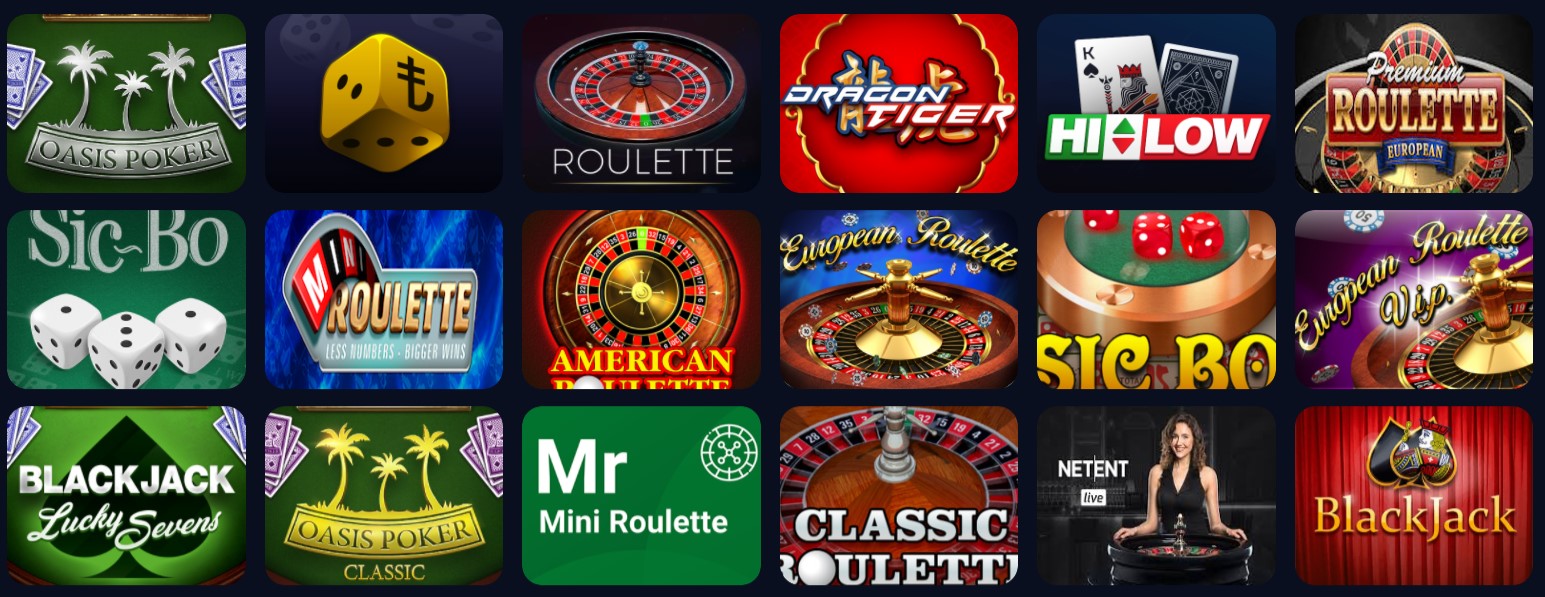 OASIS POKER
₺
ROULETTE
DRAGON
TIGER
K
HI LOW
Premium
ROULETTE
EUROPEAN
Sic~Bo
MINI
ROULETTE
LESS NUMBERS · BIGGER WINS
AMERICAN
ROULETTE
European Roulette
SIC BO
European Roulette
V.i.p.
BLACKJACK
Lucky Sevens
OASIS POKER
CLASSIC
Mr
Mini Roulette
CLASSIC
ROULETTE
NETENT
live
BlackJack